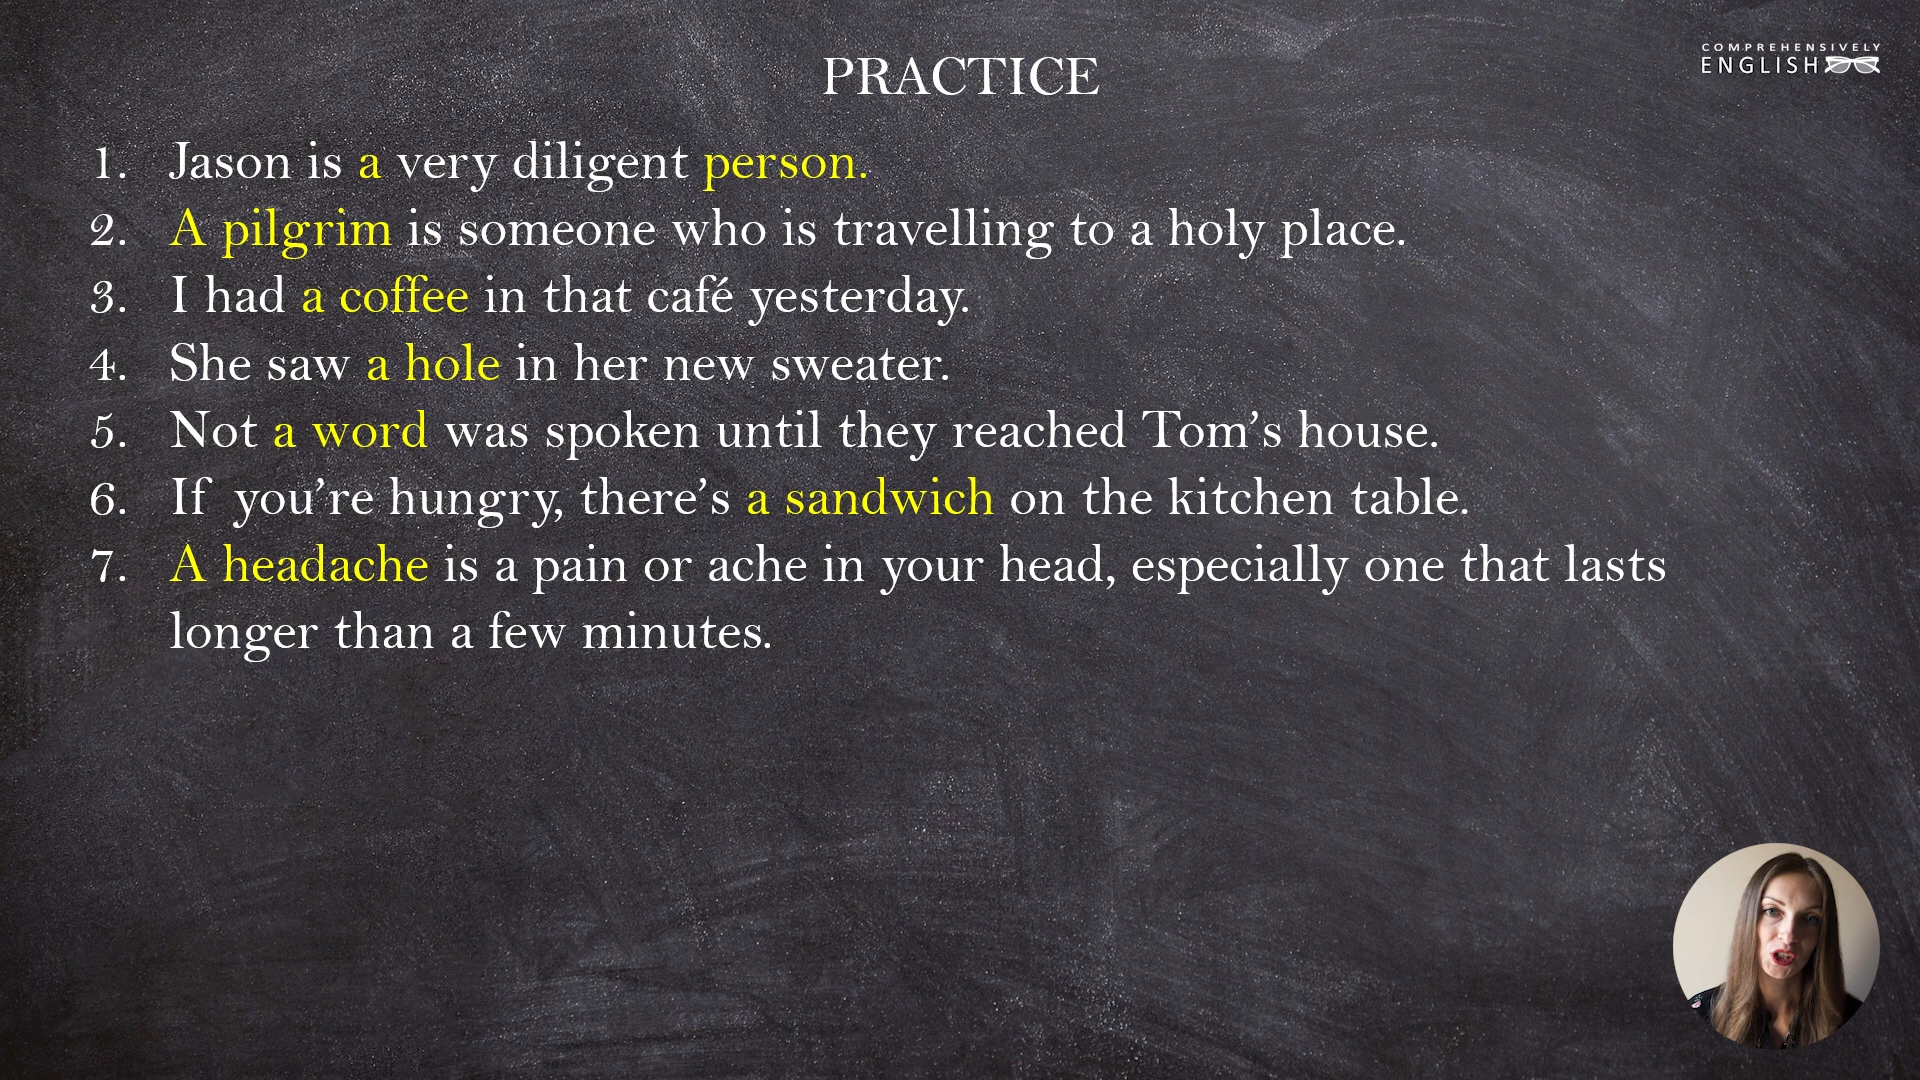 COMPREHENSIVELY
ENGLISH
PRACTICE
1. Jason is a very diligent person.
2. A pilgrim is someone who is travelling to a holy place.
3. I had a coffee in that café yesterday.
4. She saw a hole in her new sweater.
5. Not a word was spoken until they reached Tom’s house.
6. If you’re hungry, there’s a sandwich on the kitchen table.
7. A headache is a pain or ache in your head, especially one that lasts
longer than a few minutes.